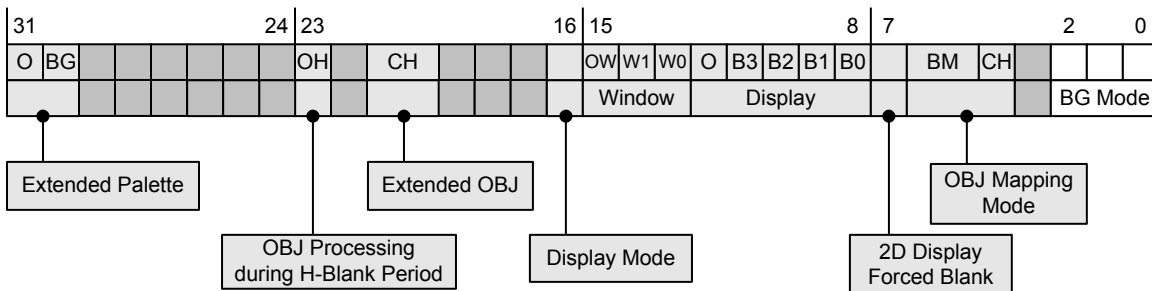 31 24 23 16 15 8 7 2 0
O BG OH CH OW W1 W0 O B3 B2 B1 B0 BM CH
Window Display BG Mode
Extended Palette
Extended OBJ
OBJ Mapping
Mode
OBJ Processing
during H-Blank Period
Display Mode
2D Display
Forced Blank